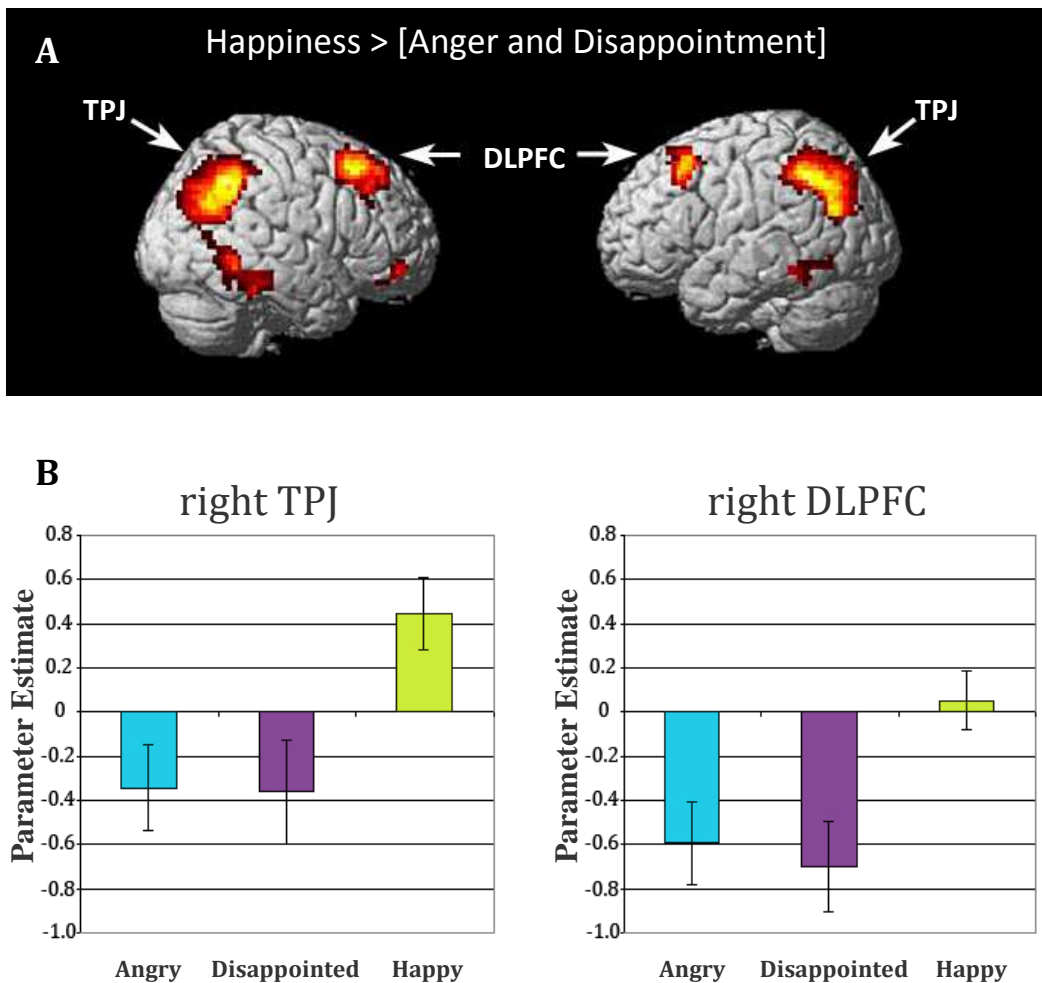 A
Happiness > [Anger and Disappointment]
TPJ
DLPFC
TPJ
B
right TPJ
Parameter Estimate
0.8
0.6
0.4
0.2
0
-0.2
-0.4
-0.6
-0.8
-1.0
Angry Disappointed Happy
right DLPFC
Parameter Estimate
0.8
0.6
0.4
0.2
0
-0.2
-0.4
-0.6
-0.8
-1.0
Angry Disappointed Happy